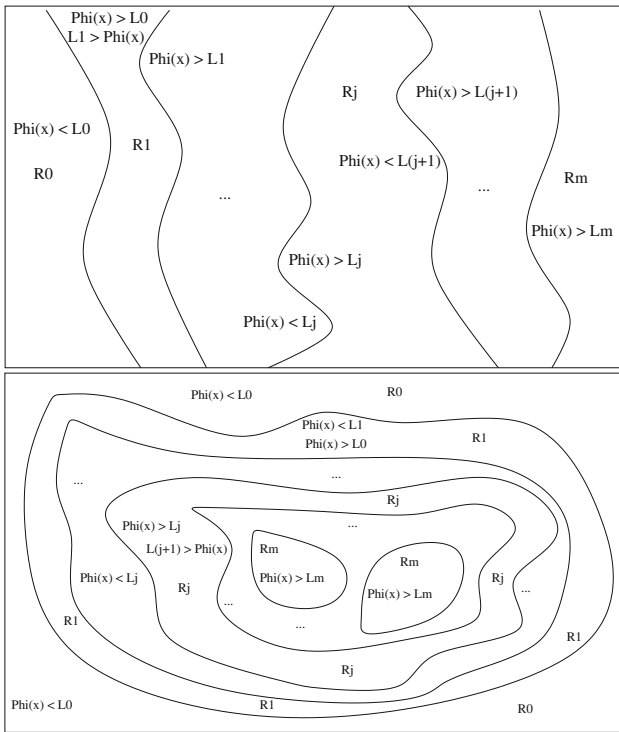 Phi(x) > L0
L1 > Phi(x)
Phi(x) > L1
Rj
Phi(x) > L(j+1)
Phi(x) < L0
R1
Phi(x) < L(j+1)
R0
Rm
...
...
Phi(x) > Lm
Phi(x) > Lj
Phi(x) < Lj
Phi(x) < L0
R0
Phi(x) < L1
R1
Phi(x) > L0
...
...
Rj
Phi(x) > Lj
...
L(j+1) > Phi(x)
Rm
Rm
Phi(x) < Lj
Phi(x) > Lm
Rj
Rj
...
Phi(x) > Lm
...
R1
...
R1
Rj
Phi(x) < L0
R1
R0